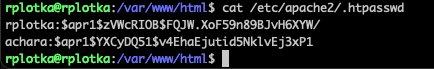 rplotka@rplotka:/var/www/html$ cat /etc/apache2/.htpasswd
rplotka:$apr1$zVWcRIOB$FQJW.XoF59n89BJvH6XYW/
achara:$apr1$YXCyDQ51$v4EhaEjutid5NklvEj3xP1
rplotka@rplotka:/var/www/html$